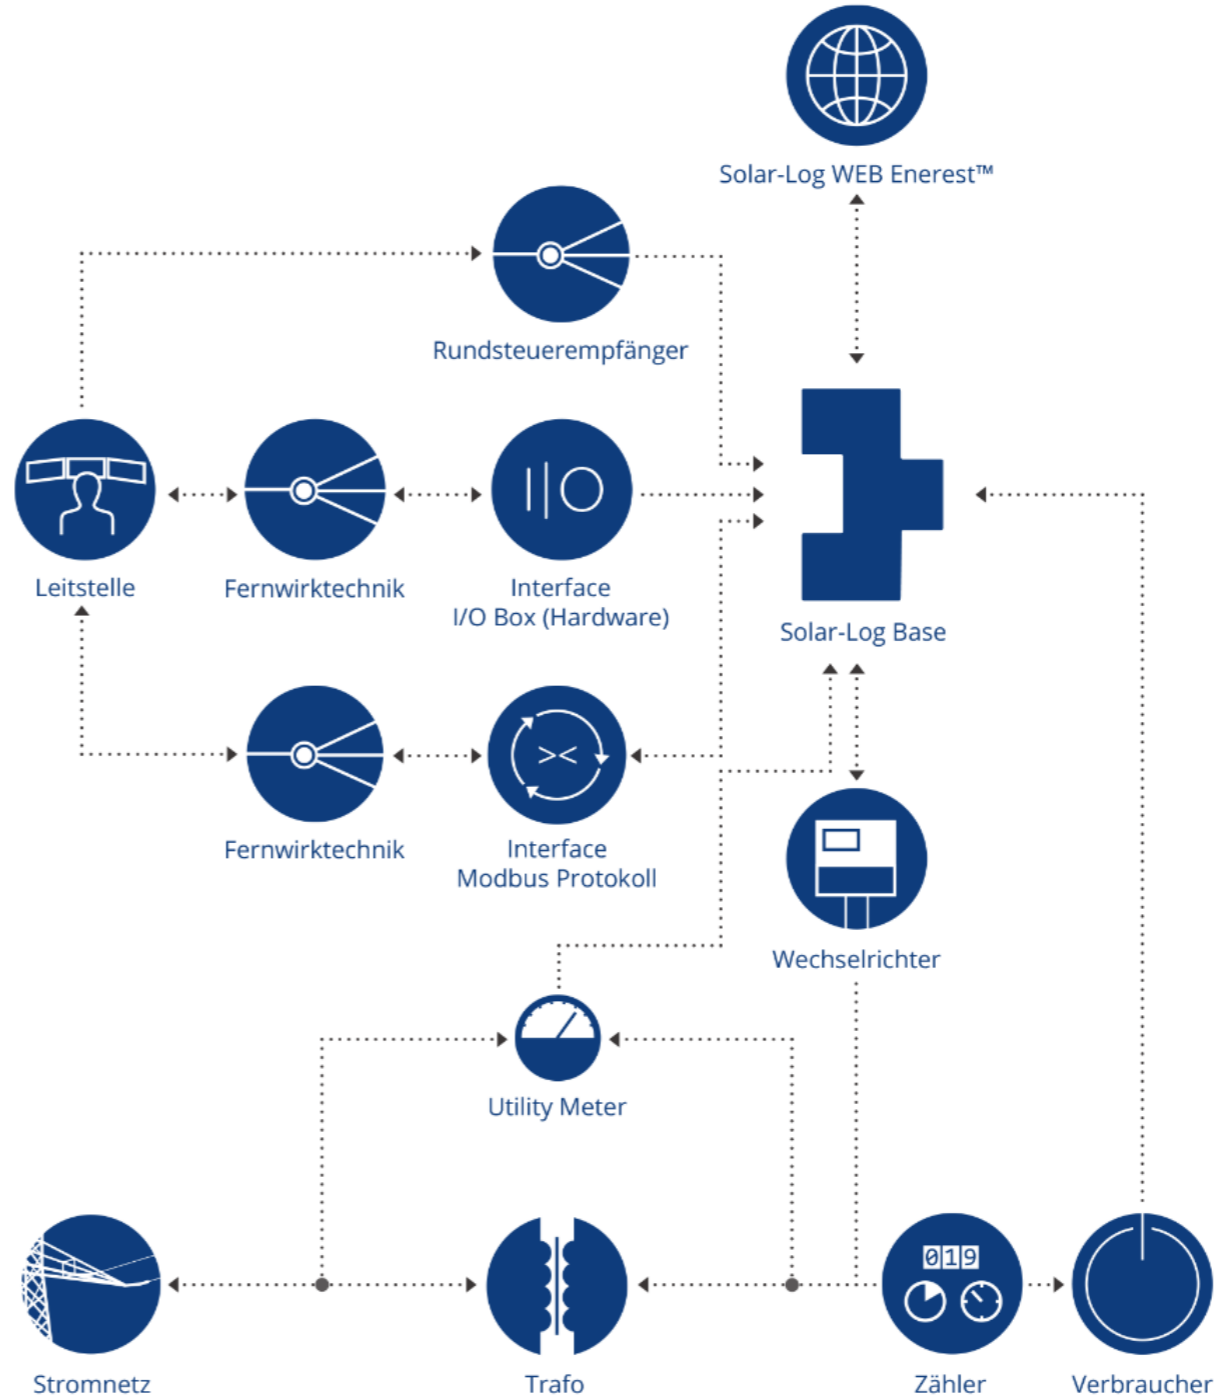 Solar-Log WEB Enerest™
Rundsteuerempfänger
Leitstelle
Fernwirktechnik
Interface
I/O Box (Hardware)
Solar-Log Base
Fernwirktechnik
Interface
Modbus Protokoll
Wechselrichter
Utility Meter
019
Stromnetz
Trafo
Zähler
Verbraucher